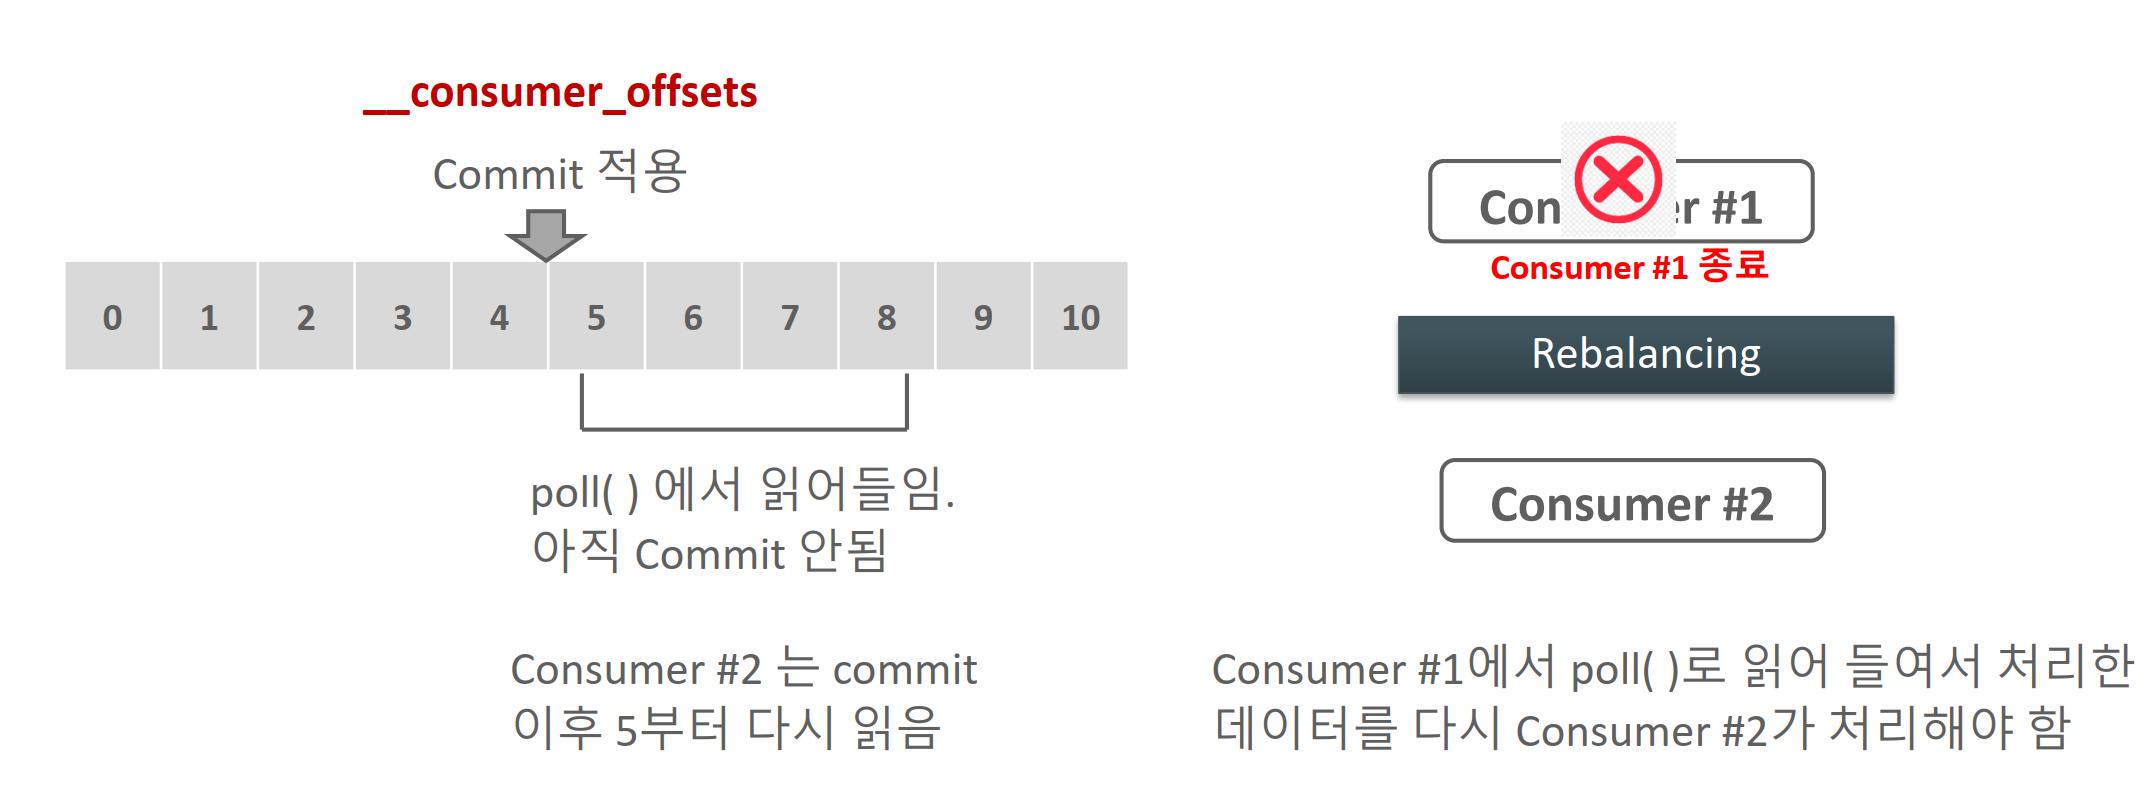 __consumer_offsets
Commit 적용
0 1 2 3 4 5 6 7 8 9 10
poll( ) 에서 읽어들임.
아직 Commit 안됨
Consumer #2 는 commit
이후 5부터 다시 읽음
#1
Consumer #1 종료
Rebalancing
Consumer #2
Consumer #1에서 poll( )로 읽어 들여서 처리한
데이터를 다시 Consumer #2가 처리해야 함